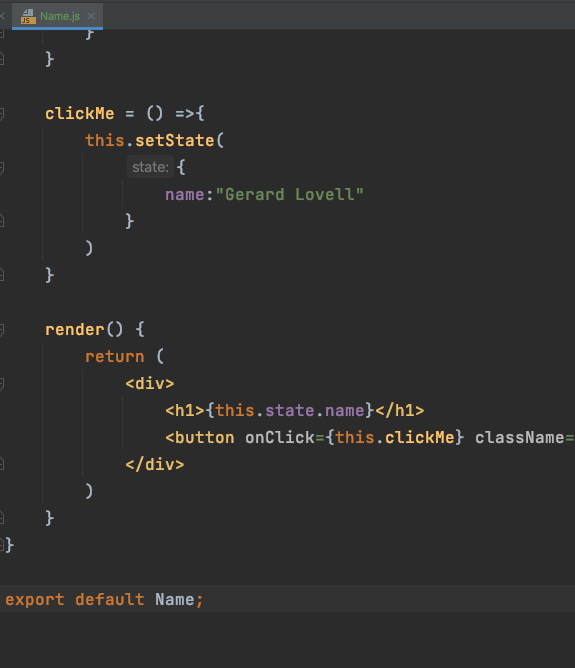 JS Name.js
}
}
clickMe = () =>{
this.setState(
state: {
name:"Gerard Lovell"
}
)
}
render() {
return (
<div>
<h1>{this.state.name}</h1>
<button onClick={this.clickMe} className=
</div>
)
}
}
export default Name;